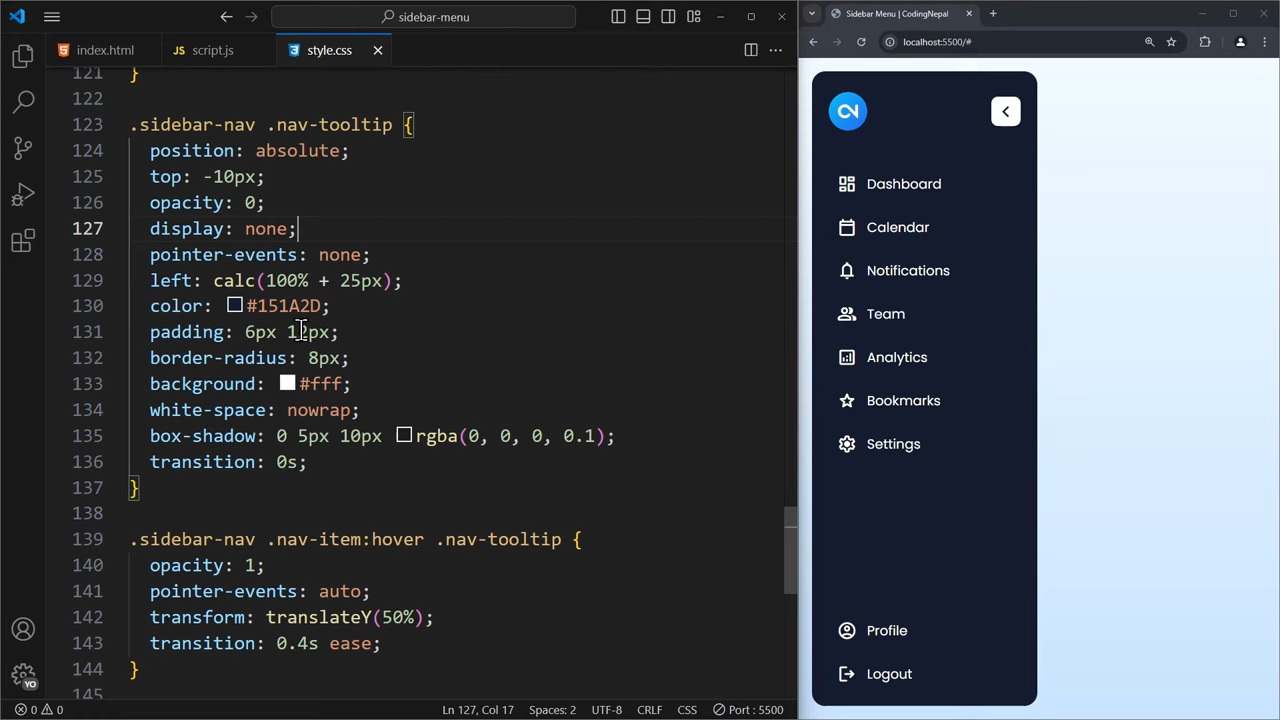 sidebar-menu
index.html
JS script.js
style.css
121 }
122
123 .sidebar-nav .nav-tooltip {
124 position: absolute;
125 top: -10px;
126 opacity: 0;
127 display: none;
128 pointer-events: none;
129 left: calc(100% + 25px);
130 color: #151A2D;
131 padding: 6px 12px;
132 border-radius: 8px;
133 background: #fff;
134 white-space: nowrap;
135 box-shadow: 0 5px 10px rgba(0, 0, 0, 0.1);
136 transition: 0s;
137 }
138
139 .sidebar-nav .nav-item:hover .nav-tooltip {
140 opacity: 1;
141 pointer-events: auto;
142 transform: translateY(50%);
143 transition: 0.4s ease;
144 }
145
YO
0 0
Ln 127, Col 17
Spaces: 2
UTF-8
CRLF
CSS
Port : 5500
Sidebar Menu | CodingNepal
localhost:5500/#
Dashboard
Calendar
Notifications
Team
Analytics
Bookmarks
Settings
Profile
Logout